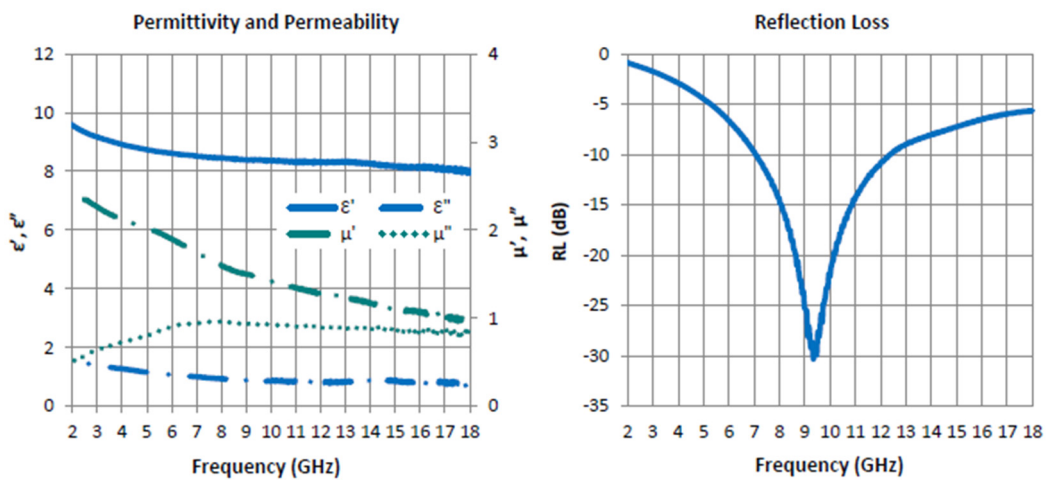 Permittivity and Permeability
12
10
8
6
4
2
0
ε', ε"
4
3
2
1
0
μ', μ"
ε' ε"
μ' μ"
2 3 4 5 6 7 8 9 10 11 12 13 14 15 16 17 18
Frequency (GHz)
Reflection Loss
0
-5
-10
-15
-20
-25
-30
-35
RL (dB)
2 3 4 5 6 7 8 9 10 11 12 13 14 15 16 17 18
Frequency (GHz)